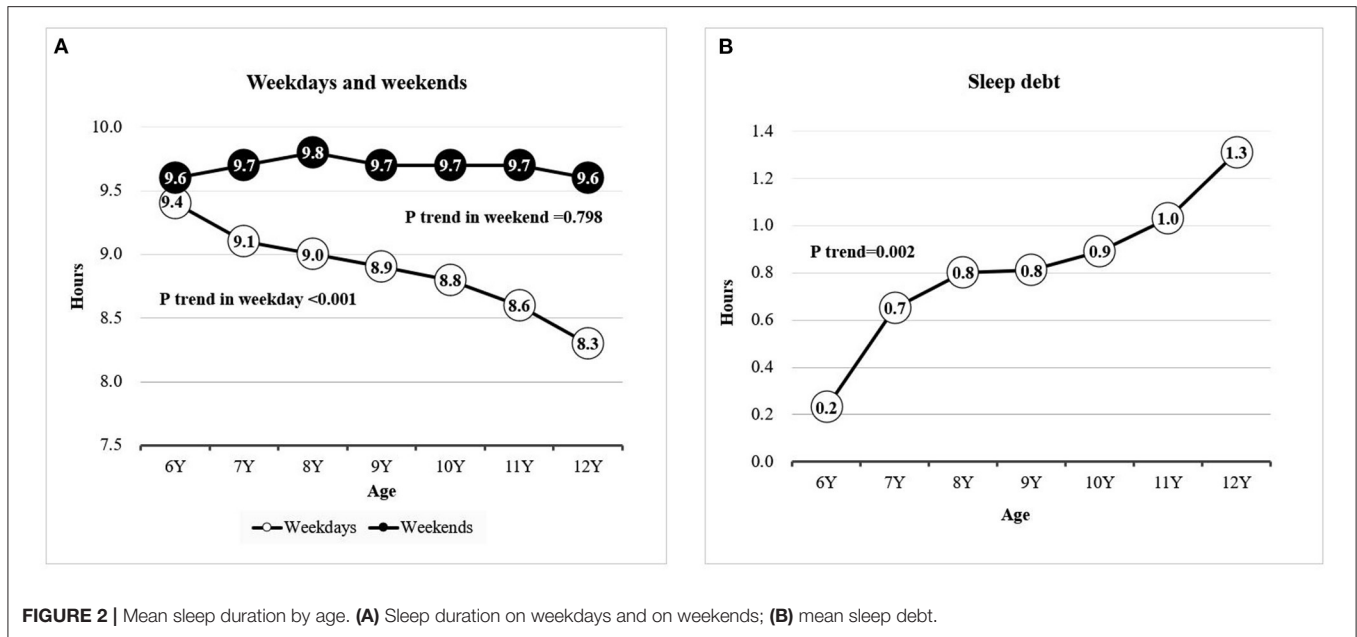 A
Weekdays and weekends
10.0
9.5
9.0
8.5
8.0
7.5
Hours
9.6 9.7 9.8 9.7 9.7 9.7 9.6
9.4 9.1 9.0 8.9 8.8 8.6 8.3
P trend in weekend =0.798
P trend in weekday <0.001
6Y 7Y 8Y 9Y 10Y 11Y 12Y
Age
Weekdays Weekends
B
Sleep debt
1.4
1.2
1.0
0.8
0.6
0.4
0.2
0.0
Hours
0.2 0.7 0.8 0.8 0.9 1.0 1.3
P trend=0.002
6Y 7Y 8Y 9Y 10Y 11Y 12Y
Age
FIGURE 2 | Mean sleep duration by age. (A) Sleep duration on weekdays and on weekends; (B) mean sleep debt.